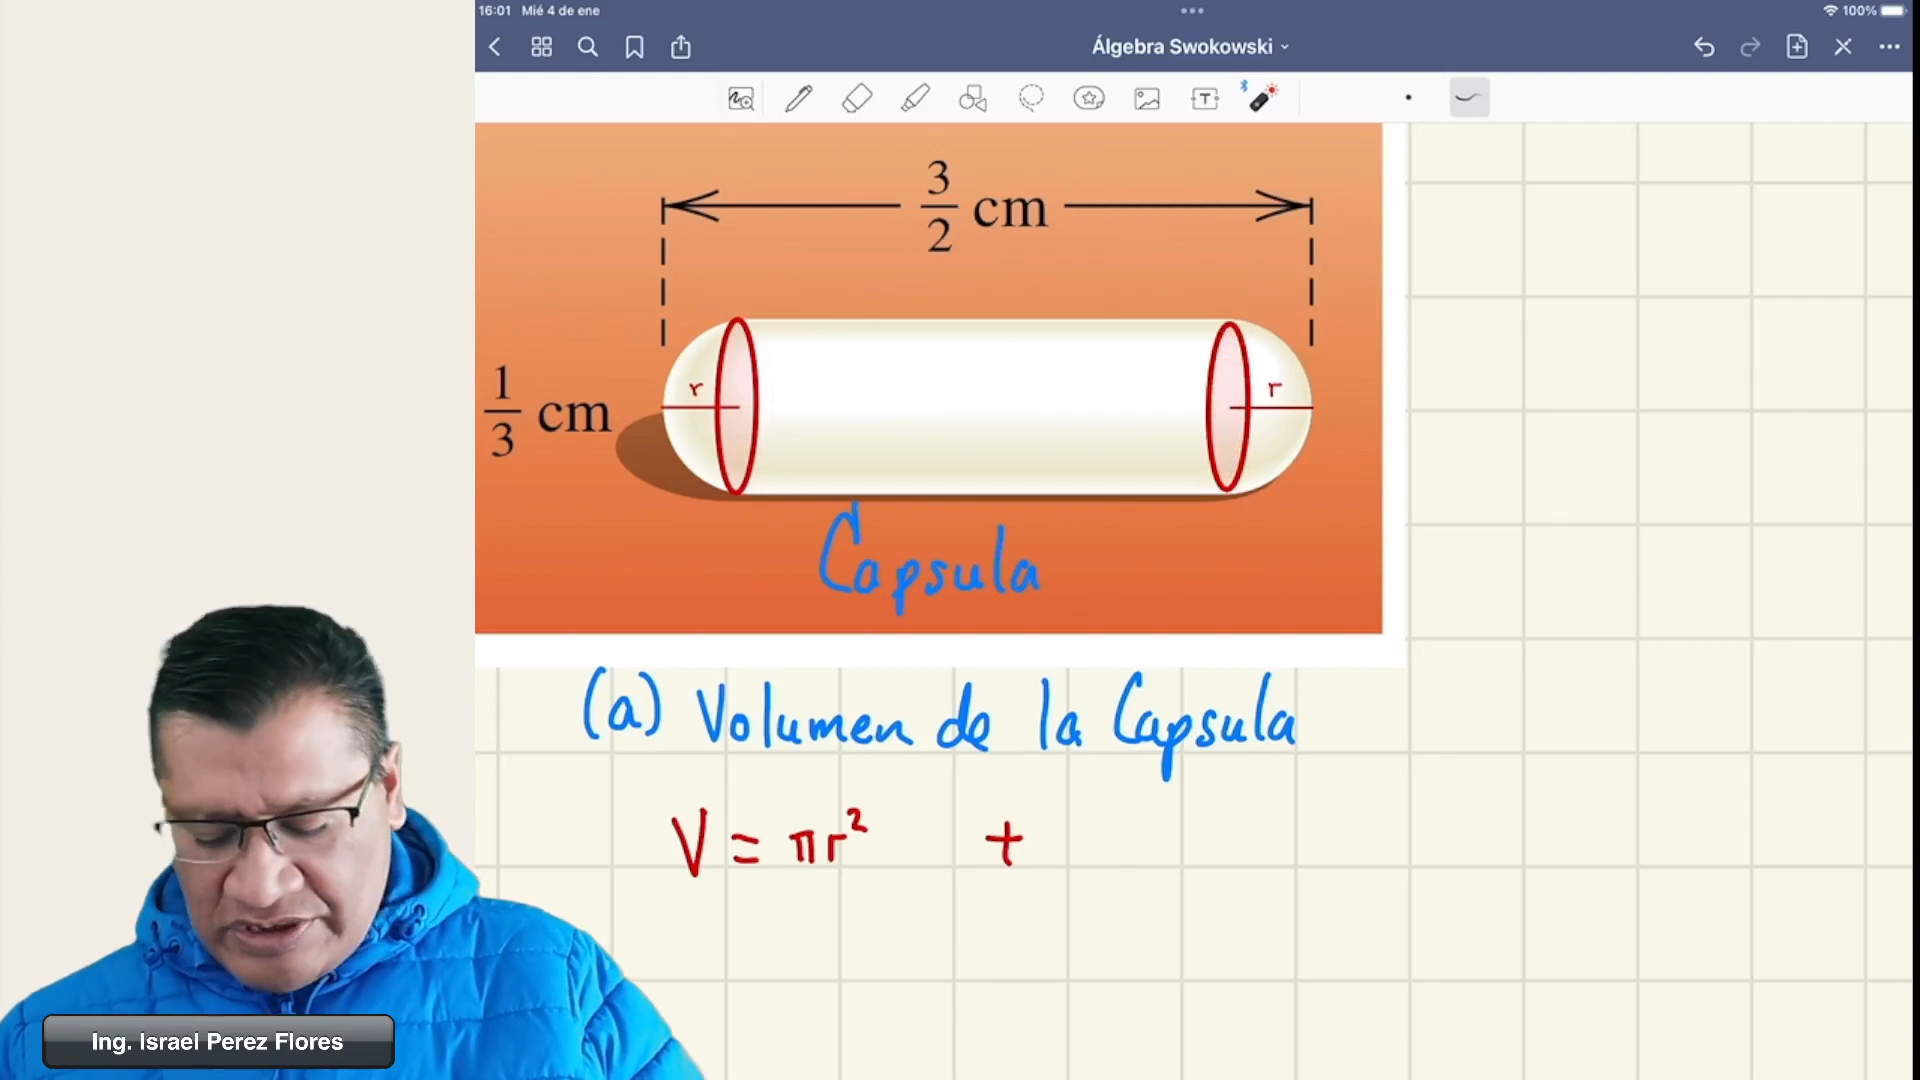 16:01 Mié 4 de ene
100%
Álgebra Swokowski
T
3/2 cm
1/3 cm
r
r
Capsula
(a) Volumen de la Capsula
V = πr² +
Ing. Israel Perez Flores